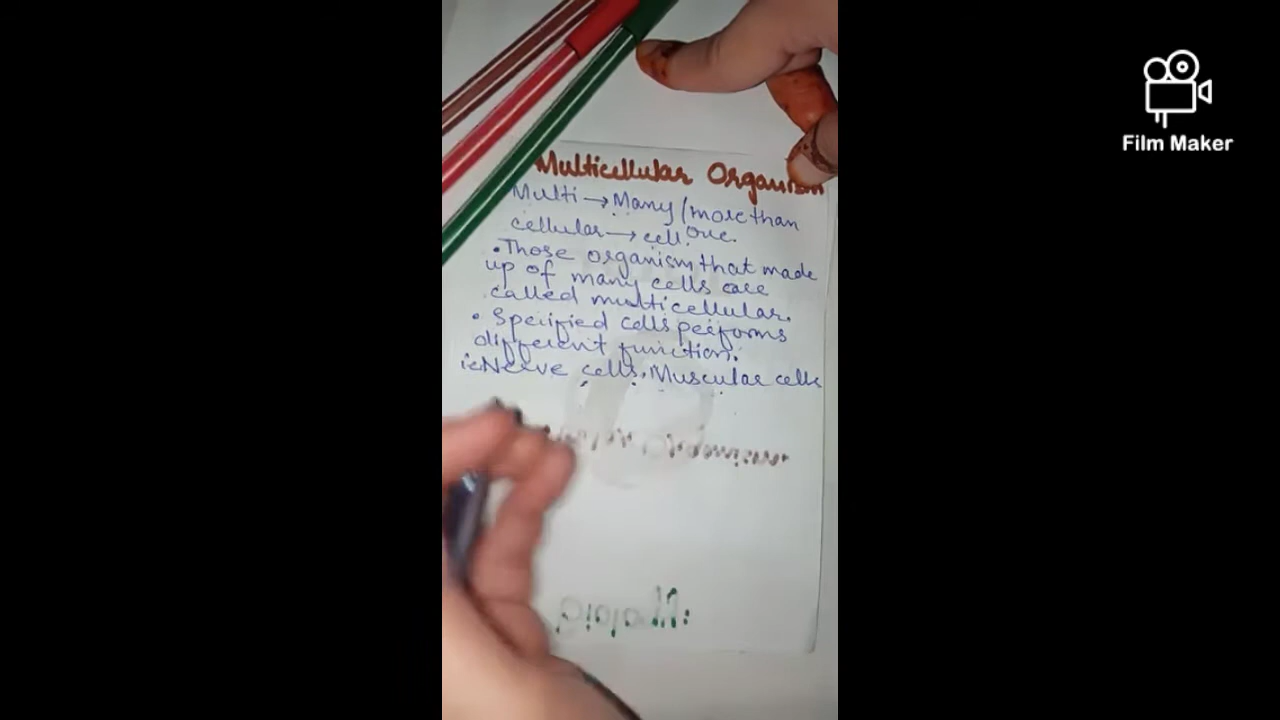 Multicellular Organism
Multi → Many / more than
cellular → cell. one.
• Those organism that made
up of many cells are
called multicellular.
• Specified cells performs
different function.
ie Nerve cells, Muscular cells
Film Maker